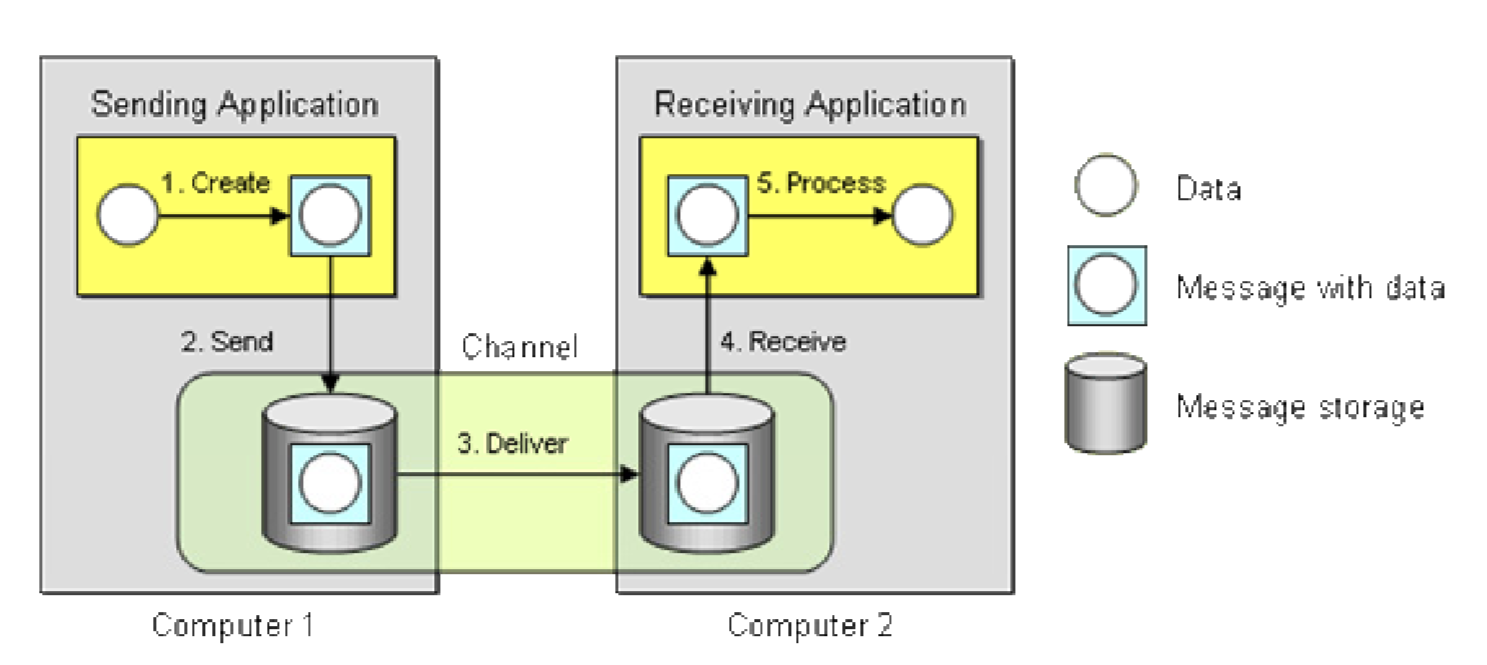 Sending Application
1. Create
2. Send
Channel
3. Deliver
Receiving Application
5. Process
4. Receive
Computer 1
Computer 2
Data
Message with data
Message storage